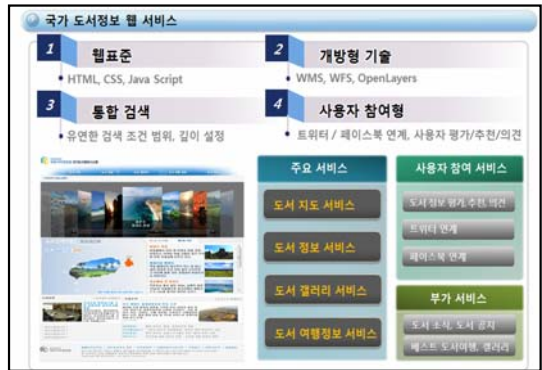 국가 도서정보 웹 서비스
1 웹표준
HTML, CSS, Java Script
2 개방형 기술
WMS, WFS, OpenLayers
3 통합 검색
유연한 검색 조건 범위, 깊이 설정
4 사용자 참여형
트위터 / 페이스북 연계, 사용자 평가/추천/의견
주요 서비스
도서 지도 서비스
도서 정보 서비스
도서 갤러리 서비스
도서 여행정보 서비스
사용자 참여 서비스
도서 정보 평가, 추천, 의견
트위터 연계
페이스북 연계
부가 서비스
도서 소식, 도서 공지
베스트 도서여행, 갤러리